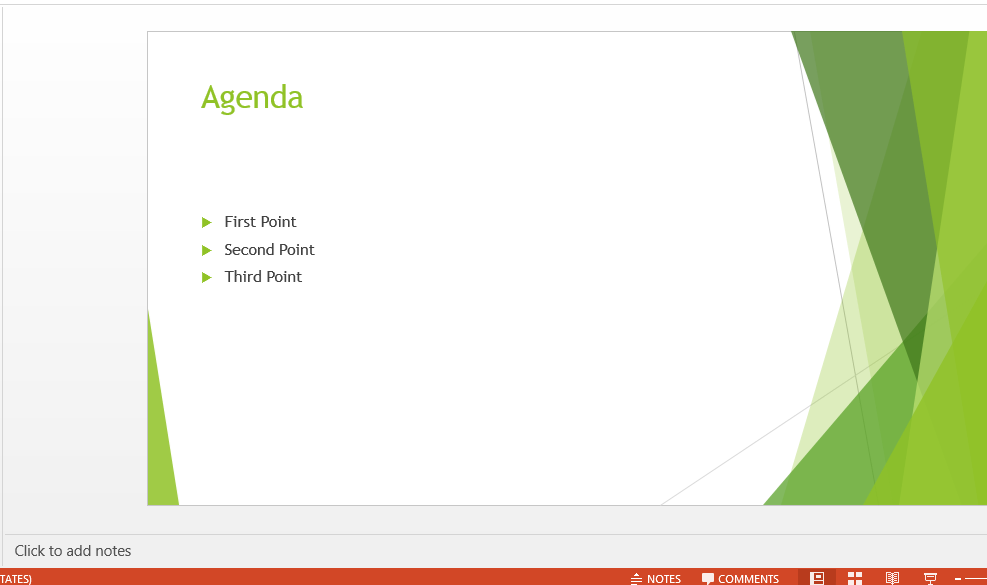 Agenda
First Point
Second Point
Third Point
Click to add notes
TATES)
NOTES
COMMENTS